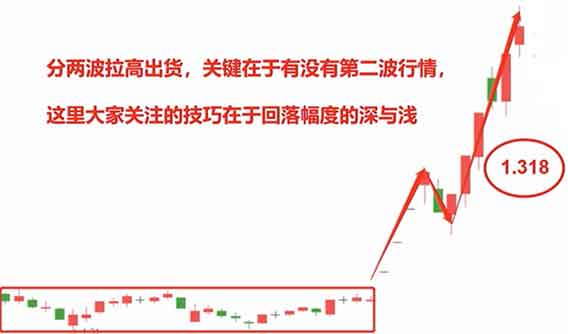 分两波拉高出货，关键在于有没有第二波行情，
这里大家关注的技巧在于回落幅度的深与浅
1.318